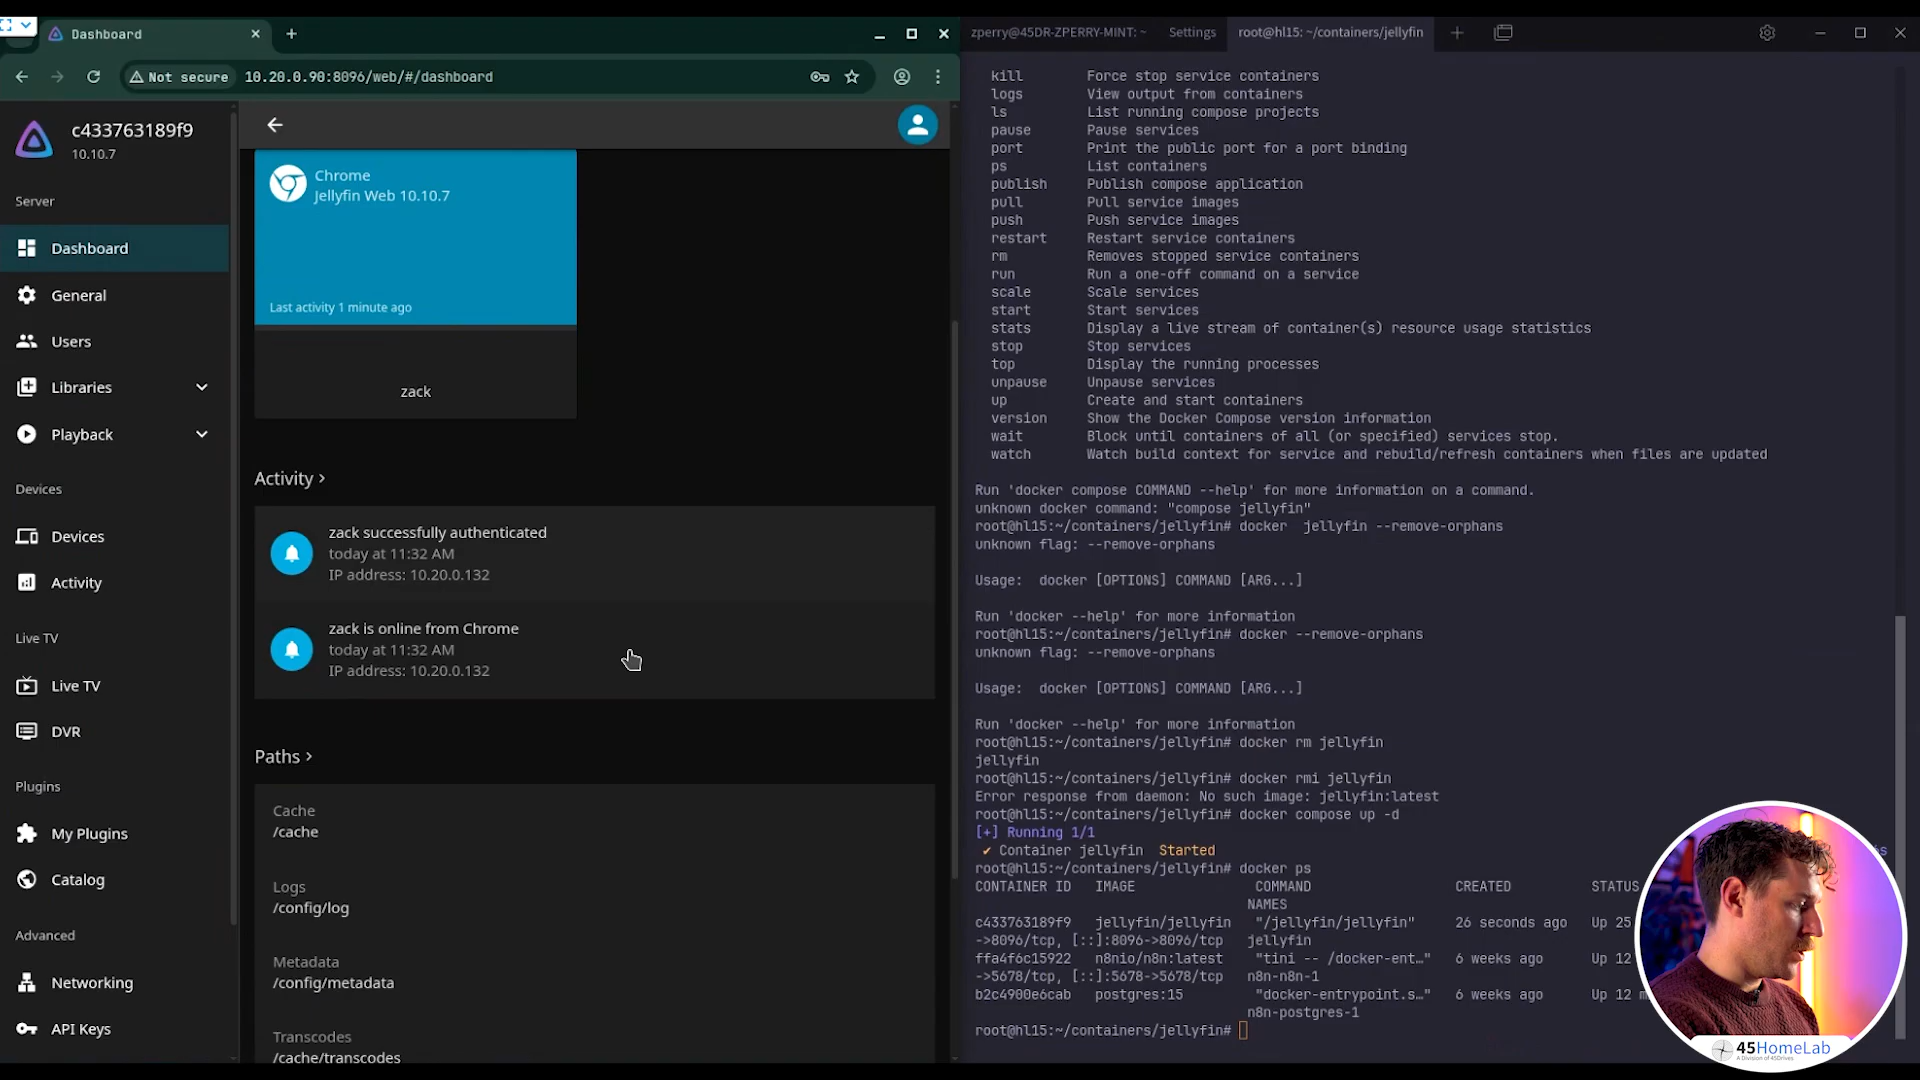 Dashboard
Not secure
10.20.0.90:8096/web/#/dashboard
c433763189f9
10.10.7
Server
Dashboard
General
Users
Libraries
Playback
Devices
Devices
Activity
Live TV
Live TV
DVR
Plugins
My Plugins
Catalog
Advanced
Networking
API Keys
Chrome
Jellyfin Web 10.10.7
Last activity 1 minute ago
zack
Activity >
zack successfully authenticated
today at 11:32 AM
IP address: 10.20.0.132
zack is online from Chrome
today at 11:32 AM
IP address: 10.20.0.132
Paths >
Cache
/cache
Logs
/config/log
Metadata
/config/metadata
Transcodes
/cache/transcodes
zperry@45DR-ZPERRY-MINT: ~
Settings
root@hl15: ~/containers/jellyfin
kill Force stop service containers
logs View output from containers
ls List running compose projects
pause Pause services
port Print the public port for a port binding
ps List containers
publish Publish compose application
pull Pull service images
push Push service images
restart Restart service containers
rm Removes stopped service containers
run Run a one-off command on a service
scale Scale services
start Start services
stats Display a live stream of container(s) resource usage statistics
stop Stop services
top Display the running processes
unpause Unpause services
up Create and start containers
version Show the Docker Compose version information
wait Block until containers of all (or specified) services stop.
watch Watch build context for service and rebuild/refresh containers when files are updated
Run 'docker compose COMMAND --help' for more information on a command.
unknown docker command: "compose jellyfin"
root@hl15:~/containers/jellyfin# docker  jellyfin --remove-orphans
unknown flag: --remove-orphans
Usage:  docker [OPTIONS] COMMAND [ARG...]
Run 'docker --help' for more information
root@hl15:~/containers/jellyfin# docker --remove-orphans
unknown flag: --remove-orphans
Usage:  docker [OPTIONS] COMMAND [ARG...]
Run 'docker --help' for more information
root@hl15:~/containers/jellyfin# docker rm jellyfin
jellyfin
root@hl15:~/containers/jellyfin# docker rmi jellyfin
Error response from daemon: No such image: jellyfin:latest
root@hl15:~/containers/jellyfin# docker compose up -d
[+] Running 1/1
✔ Container jellyfin  Started
root@hl15:~/containers/jellyfin# docker ps
CONTAINER ID IMAGE COMMAND CREATED STATUS
NAMES
c433763189f9 jellyfin/jellyfin "/jellyfin/jellyfin" 26 seconds ago Up 25
->8096/tcp, [::]:8096->8096/tcp jellyfin
ffa4f6c15922 n8nio/n8n:latest "tini -- /docker-ent…" 6 weeks ago Up 12
->5678/tcp, [::]:5678->5678/tcp n8n-n8n-1
b2c4900e6cab postgres:15 "docker-entrypoint.s…" 6 weeks ago Up 12 m
n8n-postgres-1
root@hl15:~/containers/jellyfin#
45HomeLab
A Division of 45Drives